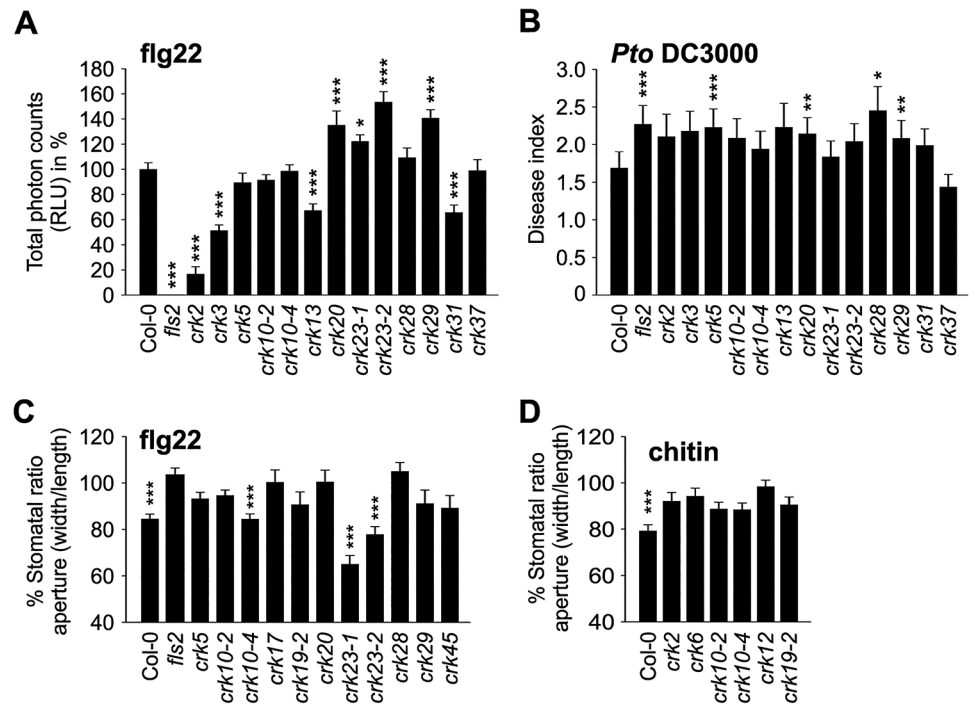 A
flg22
Total photon counts
(RLU) in %
180
160
140
120
100
80
60
40
20
0
***
***
***
***
***
*
***
***
***
Col-0
fls2
crk2
crk3
crk5
crk10-2
crk10-4
crk13
crk20
crk23-1
crk23-2
crk28
crk29
crk31
crk37
B
Pto DC3000
Disease index
3.0
2.5
2.0
1.5
1.0
0.5
0
***
***
**
*
**
Col-0
fls2
crk2
crk3
crk5
crk10-2
crk10-4
crk13
crk20
crk23-1
crk23-2
crk28
crk29
crk31
crk37
C
flg22
% Stomatal ratio
aperture (width/length)
120
100
80
60
40
***
***
***
***
Col-0
fls2
crk5
crk10-2
crk10-4
crk17
crk19-2
crk20
crk23-1
crk23-2
crk28
crk29
crk45
D
chitin
% Stomatal ratio
aperture (width/length)
120
100
80
60
40
***
Col-0
crk2
crk6
crk10-2
crk10-4
crk12
crk19-2